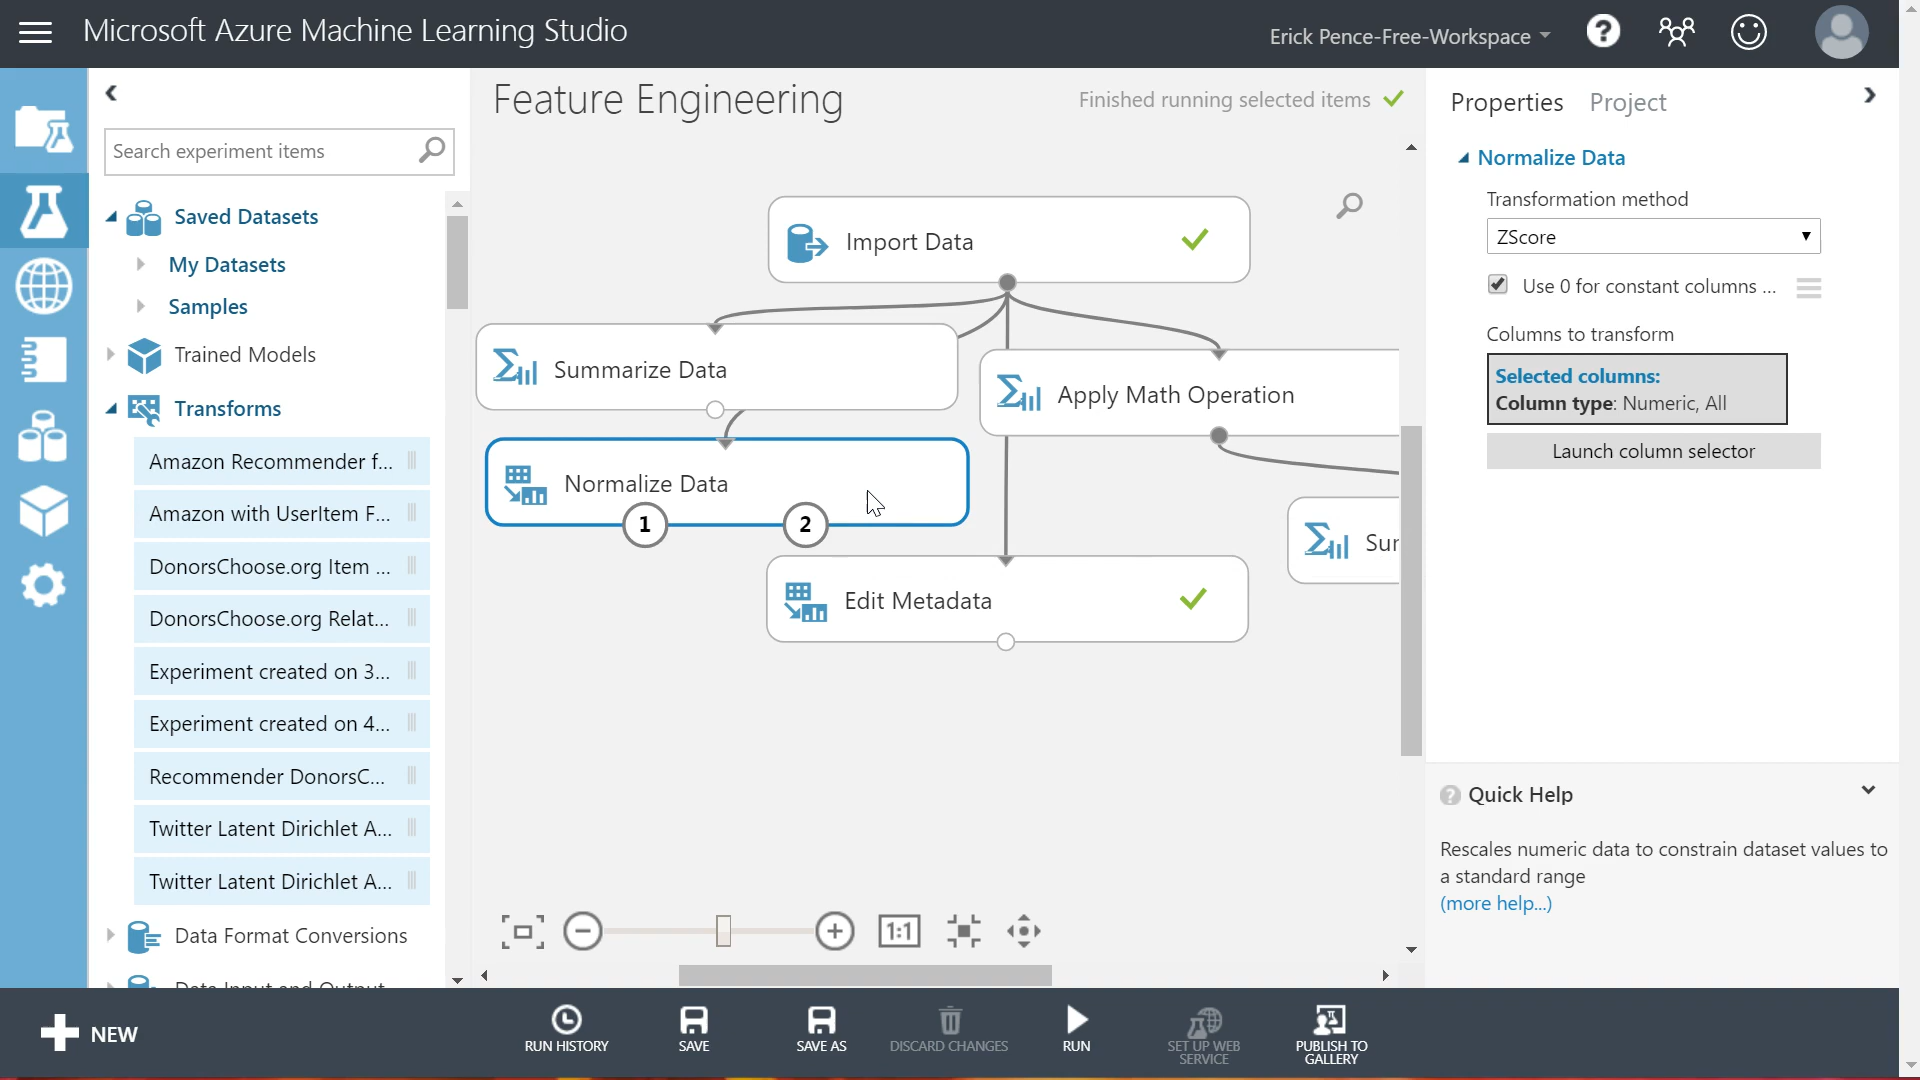 Microsoft Azure Machine Learning Studio
Erick Pence-Free-Workspace
Search experiment items
Saved Datasets
My Datasets
Samples
Trained Models
Transforms
Amazon Recommender f...
Amazon with UserItem F...
DonorsChoose.org Item ...
DonorsChoose.org Relat...
Experiment created on 3...
Experiment created on 4...
Recommender DonorsC...
Twitter Latent Dirichlet A...
Twitter Latent Dirichlet A...
Data Format Conversions
Data Input and Output
Feature Engineering
Finished running selected items
Import Data
Summarize Data
Apply Math Operation
Normalize Data
1
2
Sur
Edit Metadata
1:1
Properties Project
Normalize Data
Transformation method
ZScore
Use 0 for constant columns ...
Columns to transform
Selected columns:
Column type: Numeric, All
Launch column selector
Quick Help
Rescales numeric data to constrain dataset values to
a standard range
(more help...)
NEW
RUN HISTORY
SAVE
SAVE AS
DISCARD CHANGES
RUN
SET UP WEB
SERVICE
PUBLISH TO
GALLERY